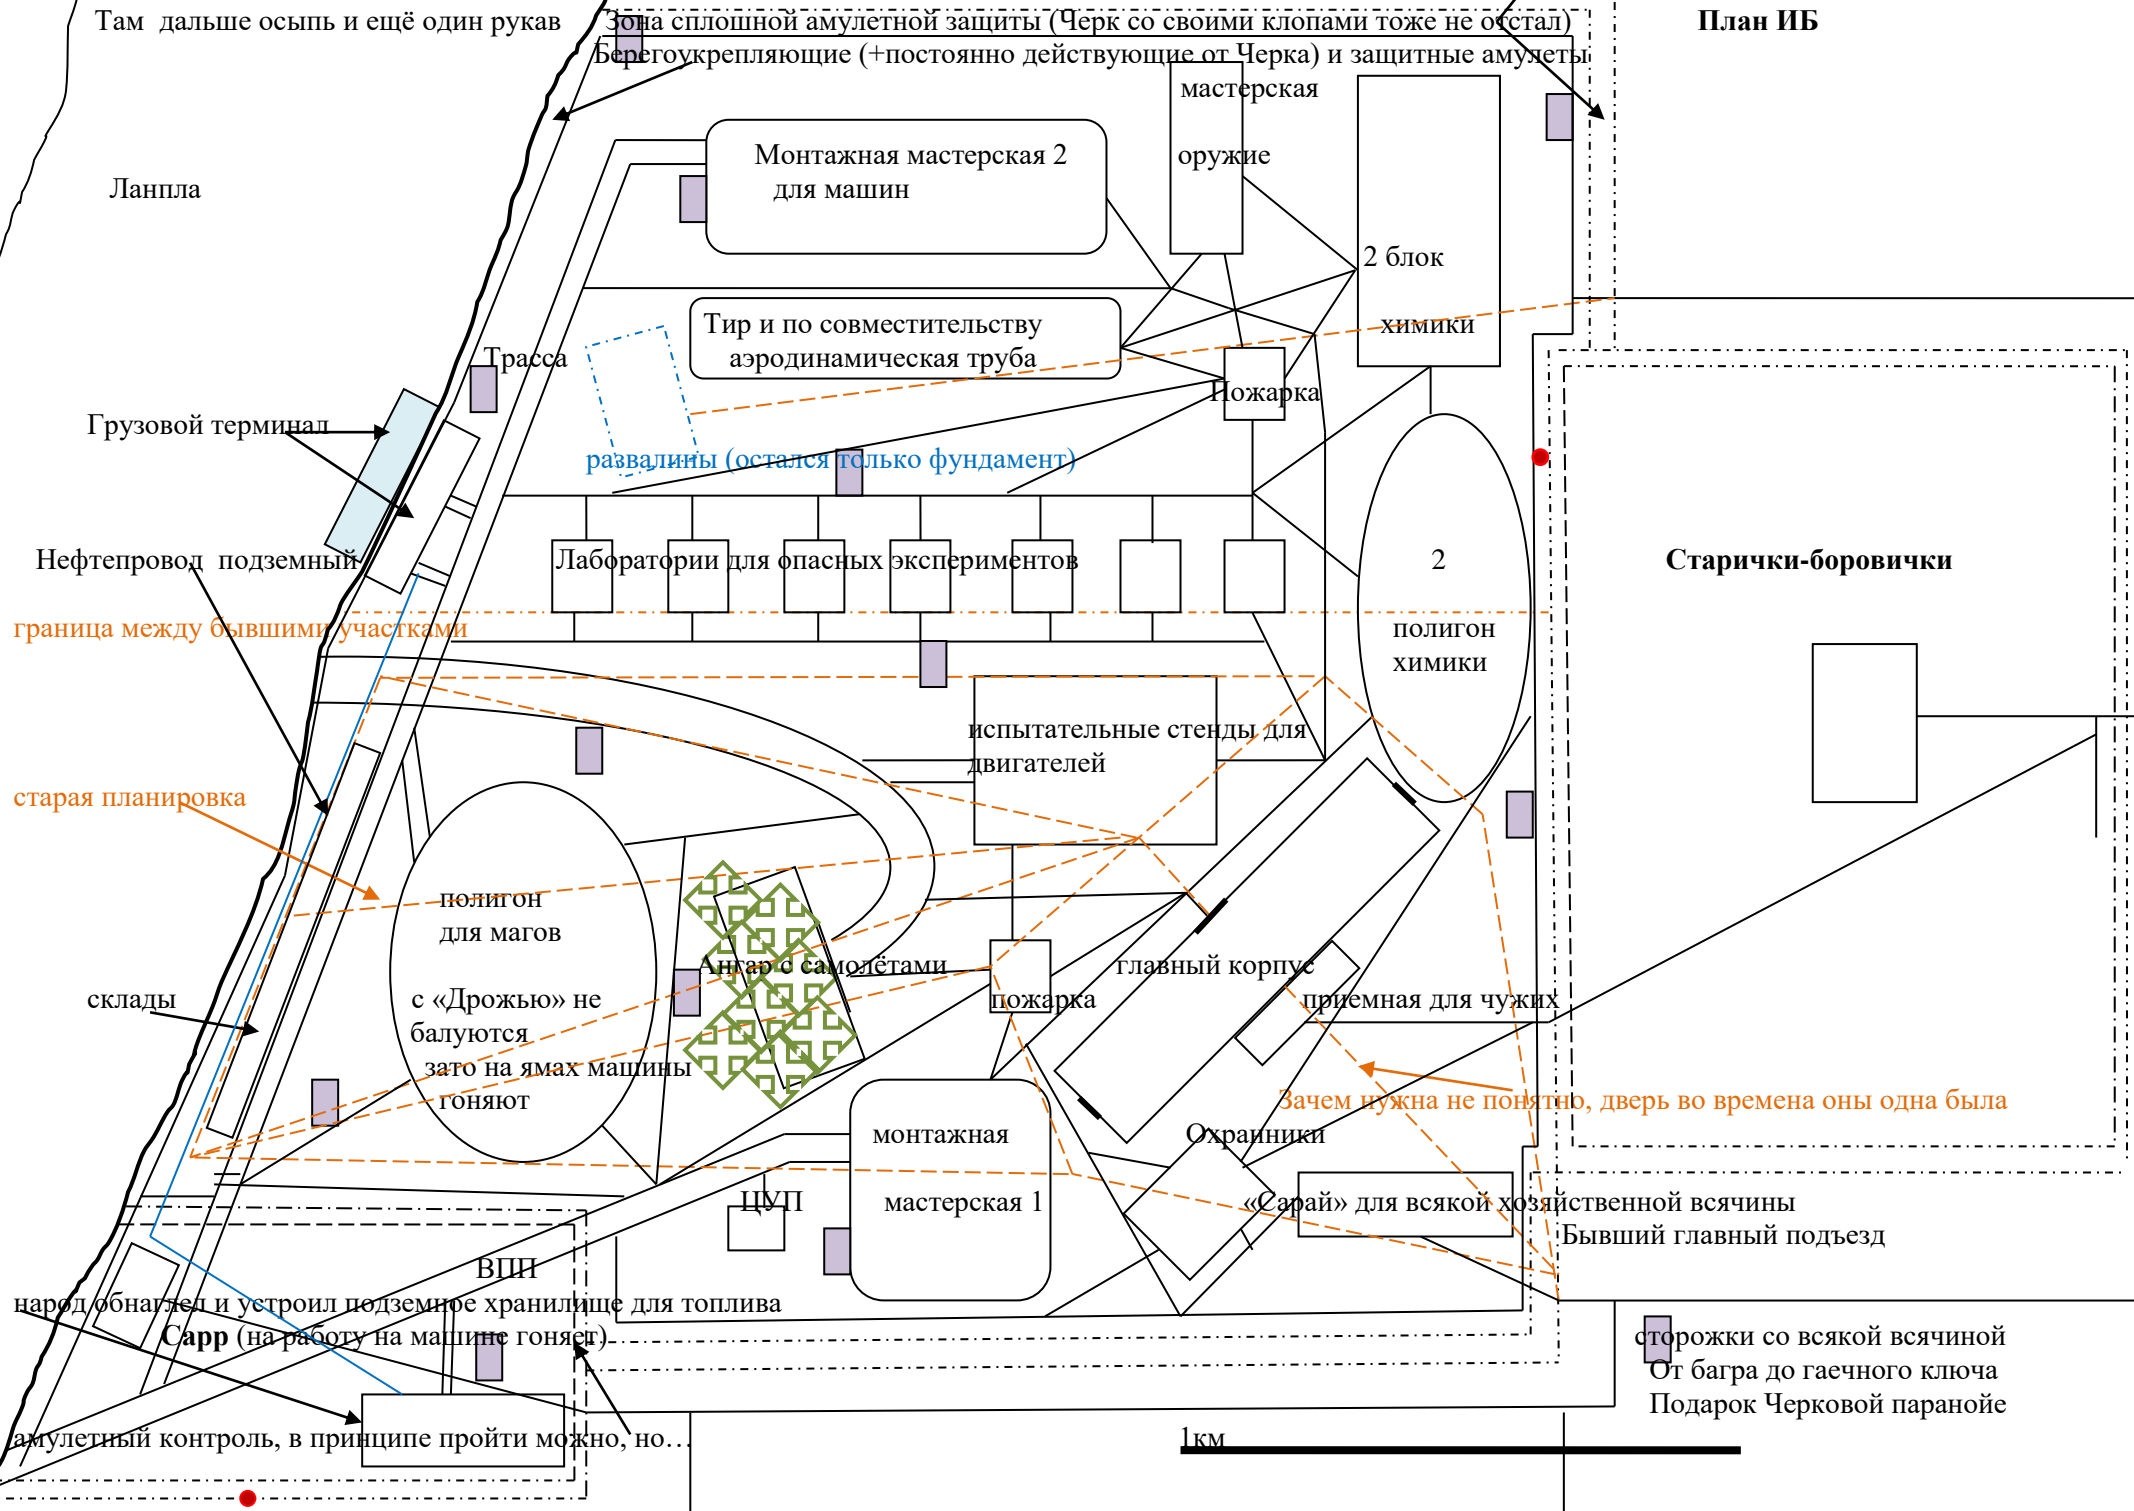 Там  дальше осыпь и ещё один рукав
Зона сплошной амулетной защиты (Черк со своими клопами тоже не отстал)
План ИБ
Берегоукрепляющие (+постоянно действующие от Черка) и защитные амулеты
мастерская
оружие
Монтажная мастерская 2
для машин
Ланпла
2 блок
химики
Тир и по совместительству
аэродинамическая труба
Трасса
Пожарка
Грузовой терминал
развалины (остался только фундамент)
Нефтепровод  подземный
Лаборатории для опасных экспериментов
2
полигон
химики
Старички-боровички
граница между бывшими участками
испытательные стенды для
двигателей
старая планировка
полигон
для магов
Ангар с самолётами
главный корпус
пожарка
приемная для чужих
склады
с «Дрожью» не
балуются
зато на ямах машины
гоняют
Зачем нужна не понятно, дверь во времена оны одна была
монтажная
мастерская 1
Охранники
ЦУП
«Сарай» для всякой хозяйственной всячины
Бывший главный подъезд
ВПП
народ обнаглел и устроил подземное хранилище для топлива
Сарр (на работу на машине гоняет)
сторожки со всякой всячиной
От багра до гаечного ключа
Подарок Черковой паранойе
амулетный контроль, в принципе пройти можно, но…
1км